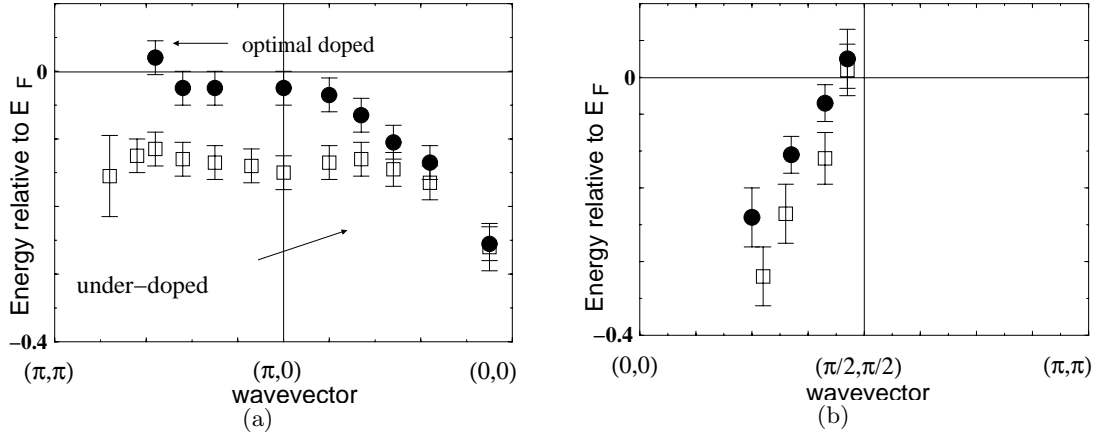 optimal doped
0
Energy relative to E F
under−doped
−0.4
(π,π)
(π,0)
(0,0)
wavevector
(a)
0
Energy relative to E F
−0.4
(0,0)
(π/2,π/2)
(π,π)
wavevector
(b)